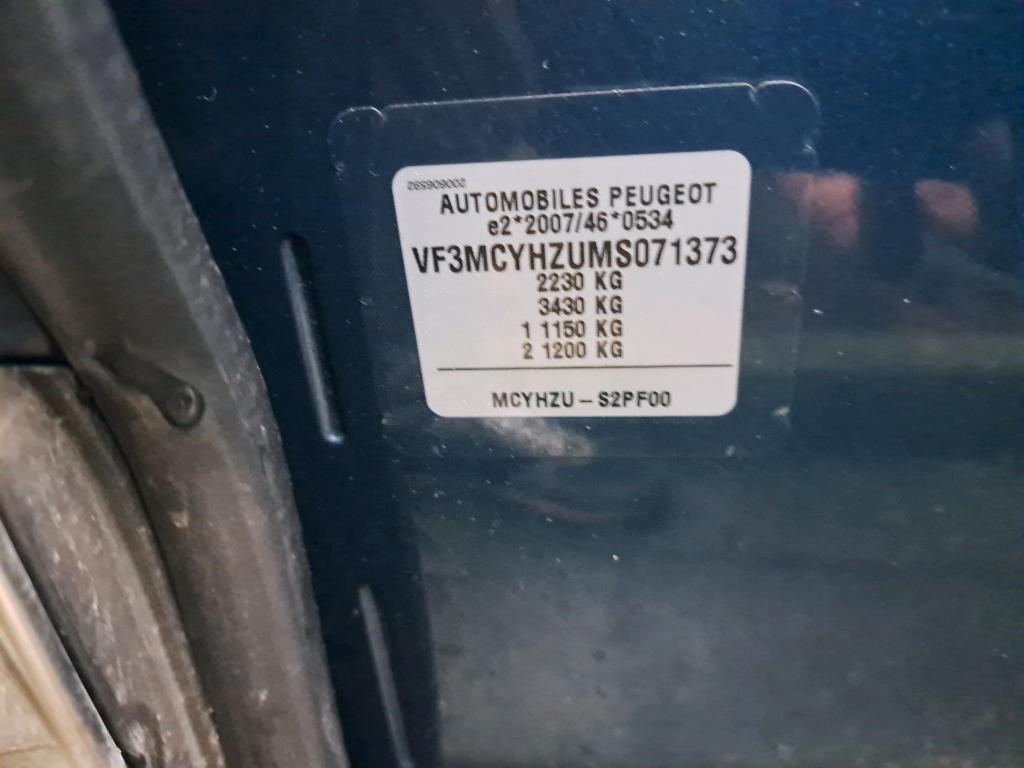 200606592
AUTOMOBILES PEUGEOT
e2*2007/46*0534
VF3MCYHZUMS071373
2230 KG
3430 KG
1 1150 KG
2 1200 KG
MCYHZU – S2PF00